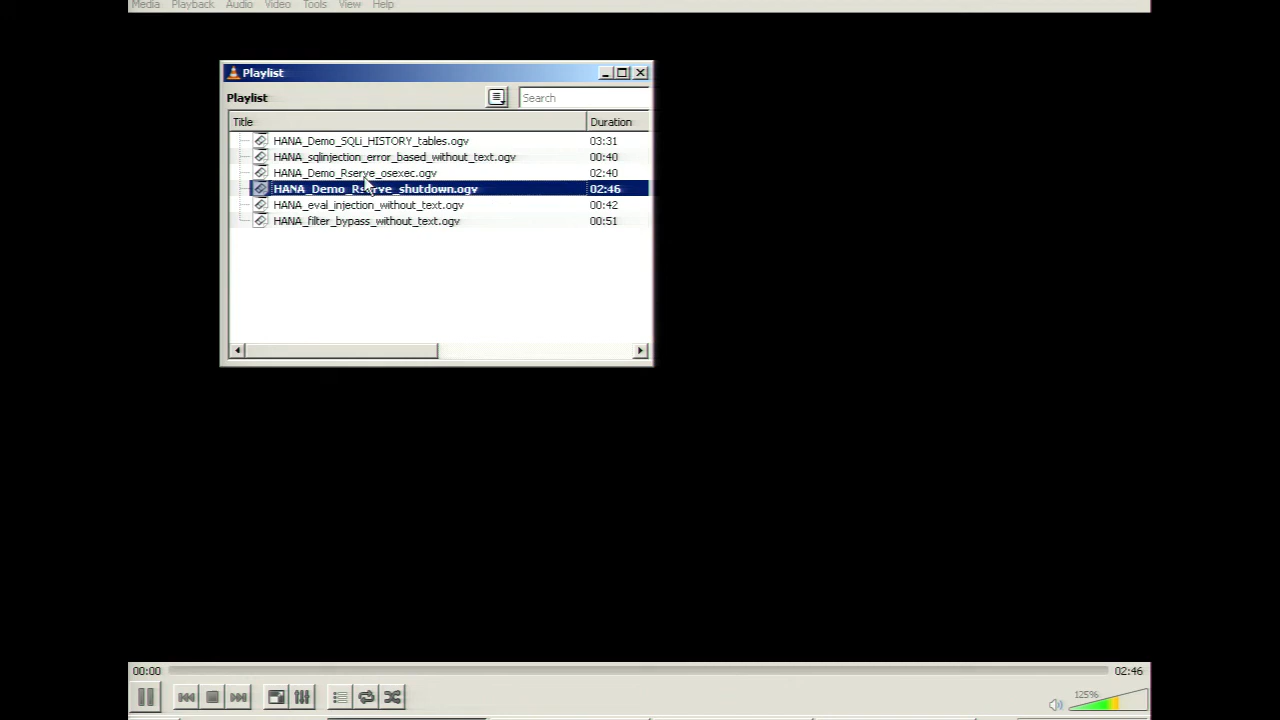 Media Playback Audio Video Tools View Help
Playlist
Playlist Search
Title Duration
HANA_Demo_SQLi_HISTORY_tables.ogv 03:31
HANA_sqlinjection_error_based_without_text.ogv 00:40
HANA_Demo_Rserve_osexec.ogv 02:40
HANA_Demo_Rserve_shutdown.ogv 02:46
HANA_eval_injection_without_text.ogv 00:42
HANA_filter_bypass_without_text.ogv 00:51
00:00 02:46
125%